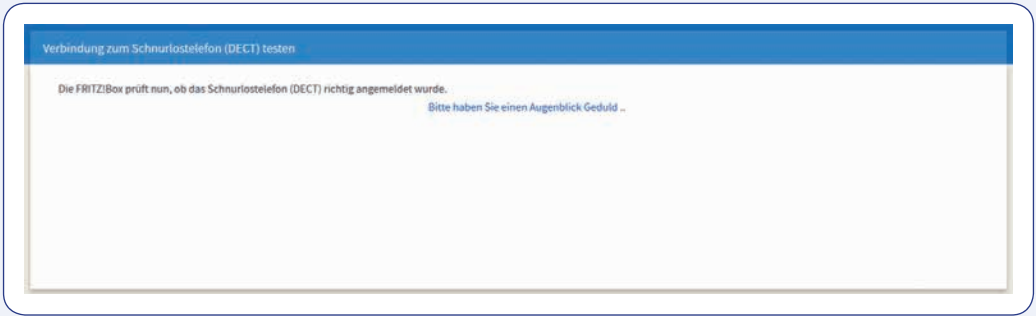 Verbindung zum Schnurlostelefon (DECT) testen
Die FRITZ!Box prüft nun, ob das Schnurlostelefon (DECT) richtig angemeldet wurde.
Bitte haben Sie einen Augenblick Geduld ..